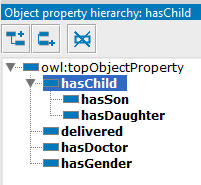 Object property hierarchy: hasChild
owl:topObjectProperty
hasChild
hasSon
hasDaughter
delivered
hasDoctor
hasGender